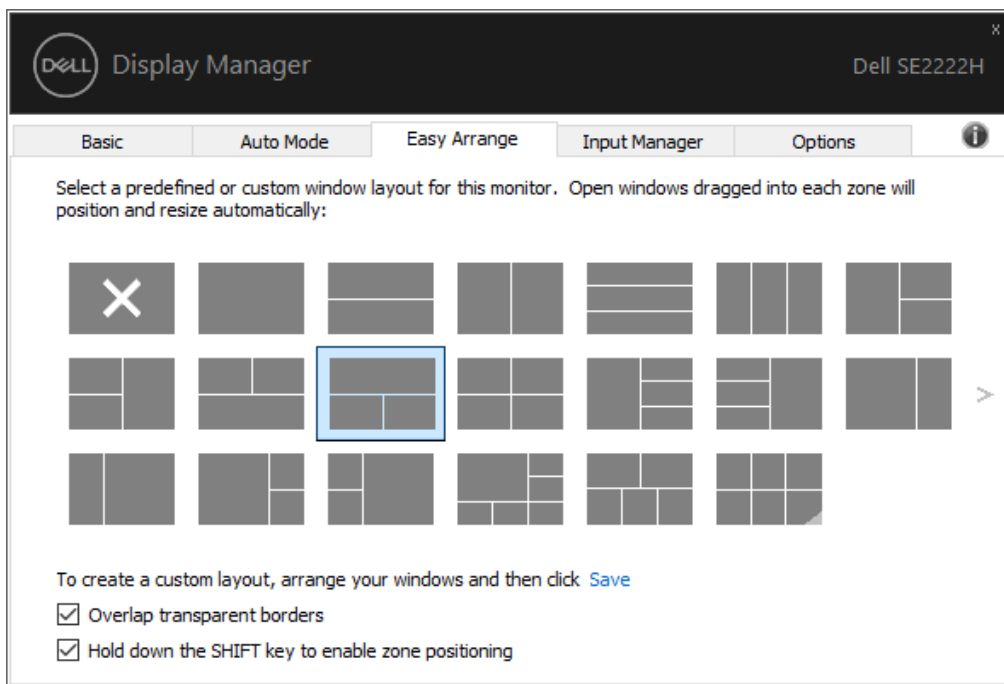 x
DELL Display Manager Dell SE2222H
Basic Auto Mode Easy Arrange Input Manager Options
Select a predefined or custom window layout for this monitor. Open windows dragged into each zone will
position and resize automatically:
>
To create a custom layout, arrange your windows and then click Save
Overlap transparent borders
Hold down the SHIFT key to enable zone positioning